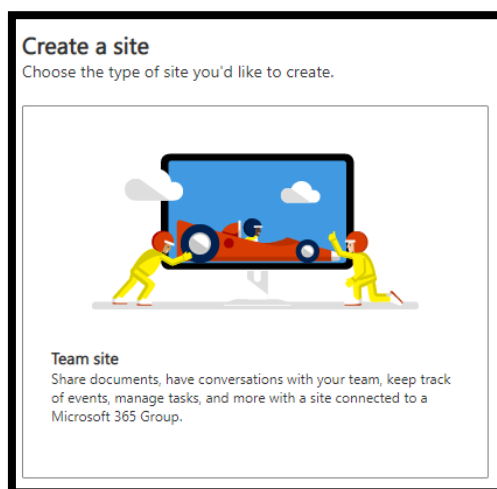 Create a site
Choose the type of site you'd like to create.
Team site
Share documents, have conversations with your team, keep track
of events, manage tasks, and more with a site connected to a
Microsoft 365 Group.